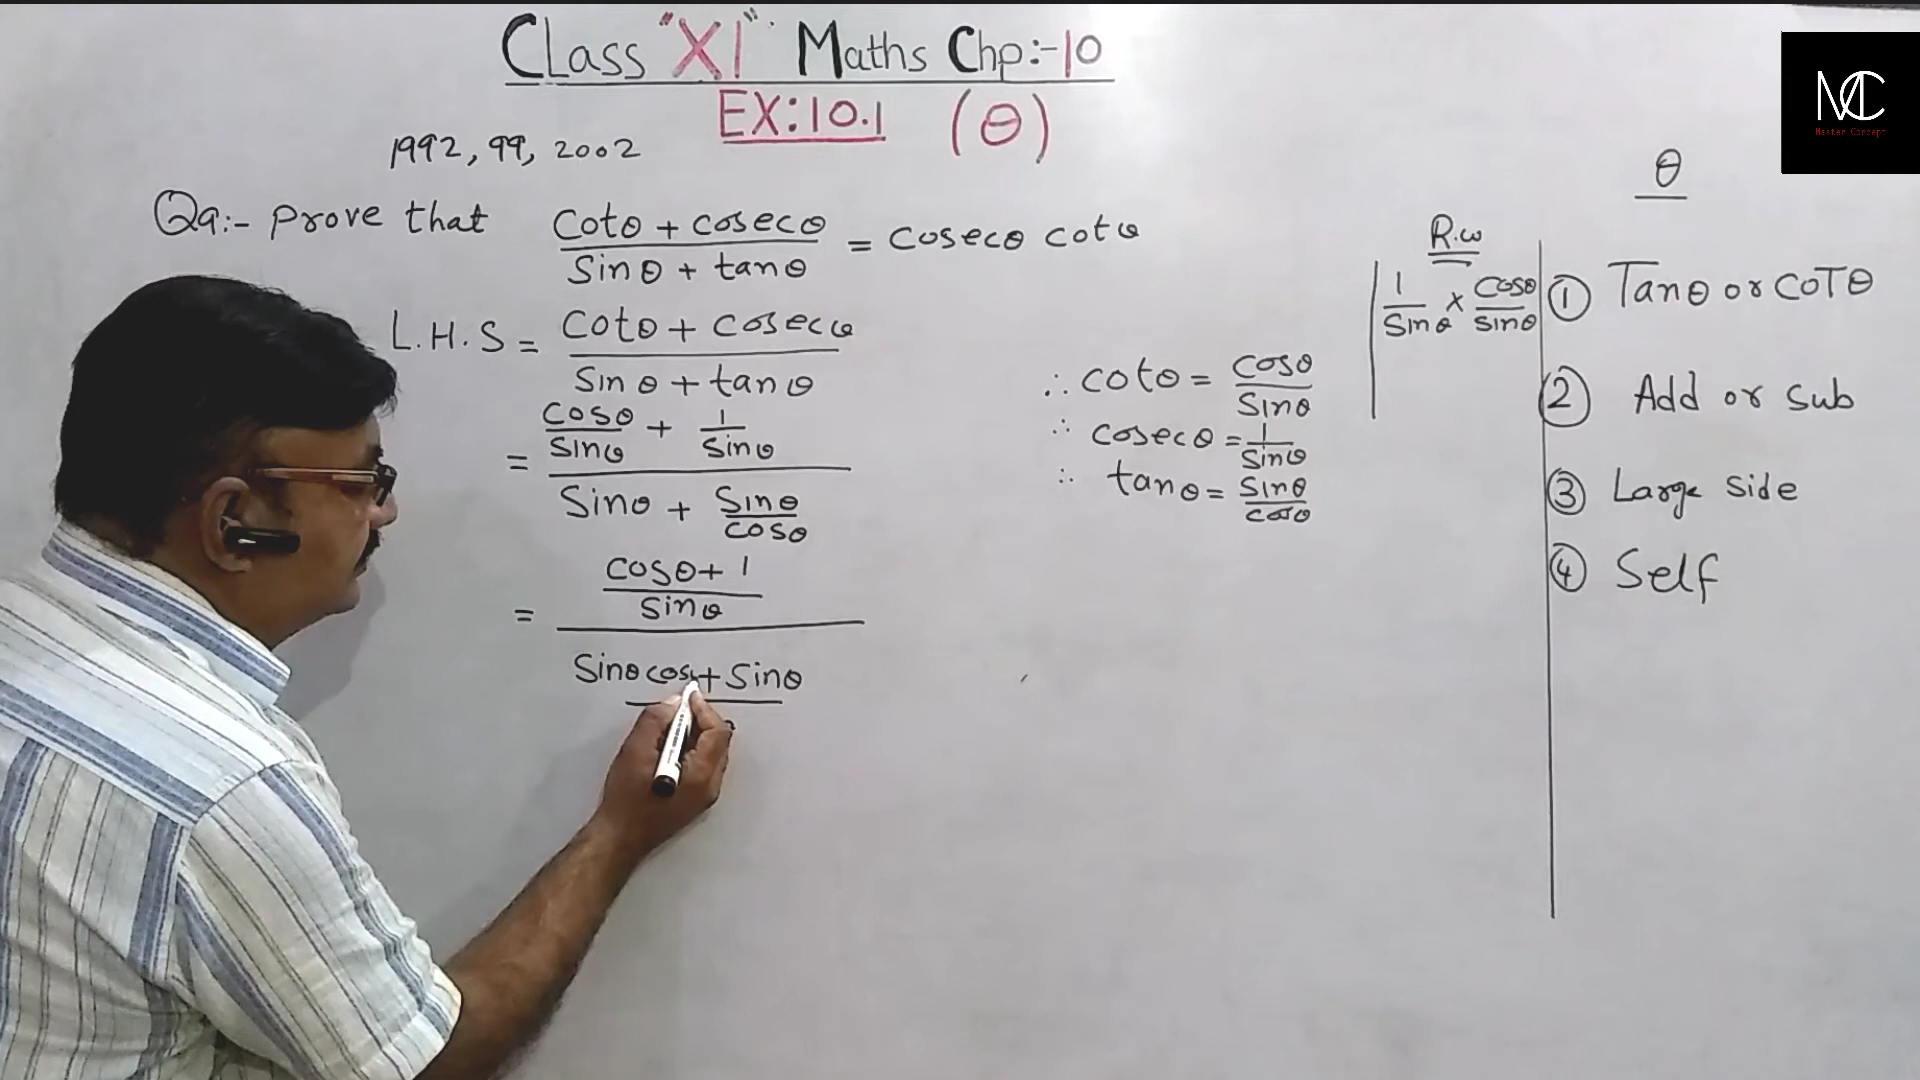 Class "XI" Maths Chp:-10
EX:10.1 (θ)
1992, 99, 2002
Q9:- Prove that (cotθ + cosecθ)/(sinθ + tanθ) = cosecθ cotθ
L.H.S = (cotθ + cosecθ)/(sinθ + tanθ)
= (cosθ/sinθ + 1/sinθ)/(sinθ + sinθ/cosθ)
= ((cosθ + 1)/sinθ)/
sinθ cos + sinθ
∴ cotθ = cosθ/sinθ
∴ cosecθ = 1/sinθ
∴ tanθ = sinθ/cosθ
R.w
1/sinθ × cosθ/sinθ
θ
① Tanθ or CoTθ
② Add or sub
③ Large side
④ Self
MC
Master Concept